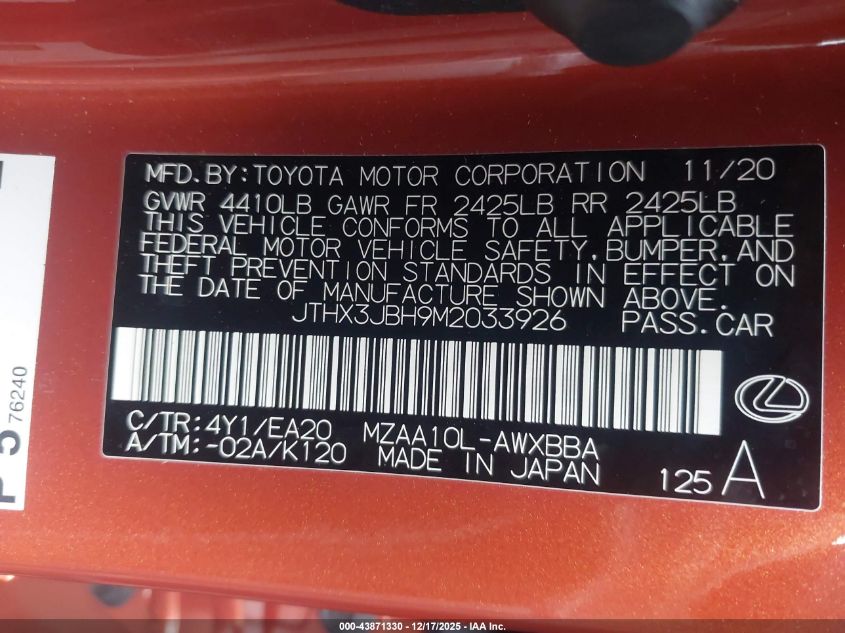 MFD.BY:TOYOTA MOTOR CORPORATION 11/20
GVWR 4410LB GAWR FR 2425LB RR 2425LB
THIS VEHICLE CONFORMS TO ALL APPLICABLE
FEDERAL MOTOR VEHICLE SAFETY,BUMPER,AND
THEFT PREVENTION STANDARDS IN EFFECT ON
THE DATE OF MANUFACTURE SHOWN ABOVE.
JTHX3JBH9M2033926 PASS.CAR
C/TR:4Y1/EA20 MZAA10L-AWXBBA
A/TM:-02A/K120 MADE IN JAPAN
125 A
P 5 76240
000-43871330 — 12/17/2025 — IAA Inc.